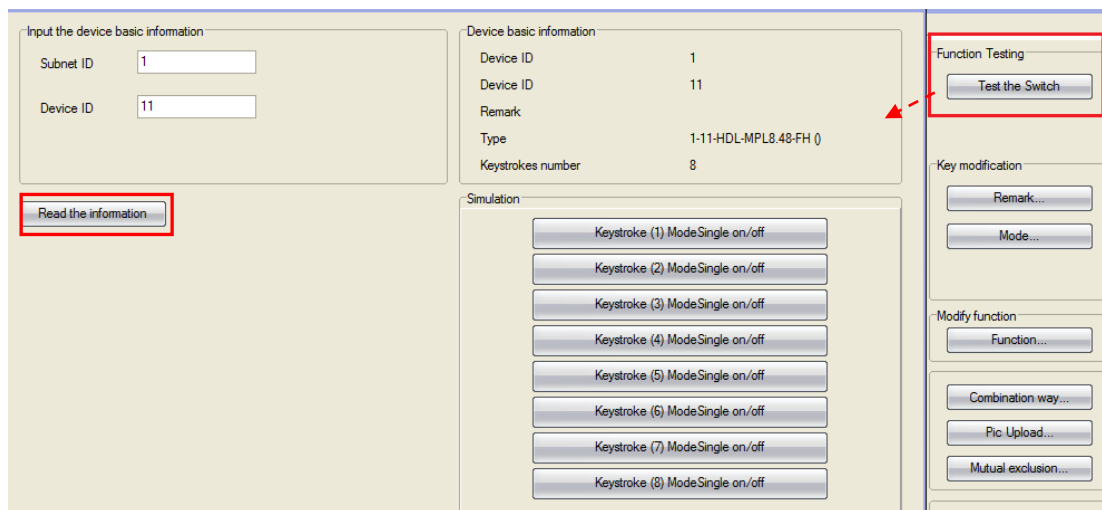 Input the device basic information
Subnet ID 1
Device ID 11
Read the information
Device basic information
Device ID 1
Device ID 11
Remark
Type 1-11-HDL-MPL8.48-FH ()
Keystrokes number 8
Simulation
Keystroke (1) ModeSingle on/off
Keystroke (2) ModeSingle on/off
Keystroke (3) ModeSingle on/off
Keystroke (4) ModeSingle on/off
Keystroke (5) ModeSingle on/off
Keystroke (6) ModeSingle on/off
Keystroke (7) ModeSingle on/off
Keystroke (8) ModeSingle on/off
Function Testing
Test the Switch
Key modification
Remark...
Mode...
Modify function
Function...
Combination way...
Pic Upload...
Mutual exclusion...